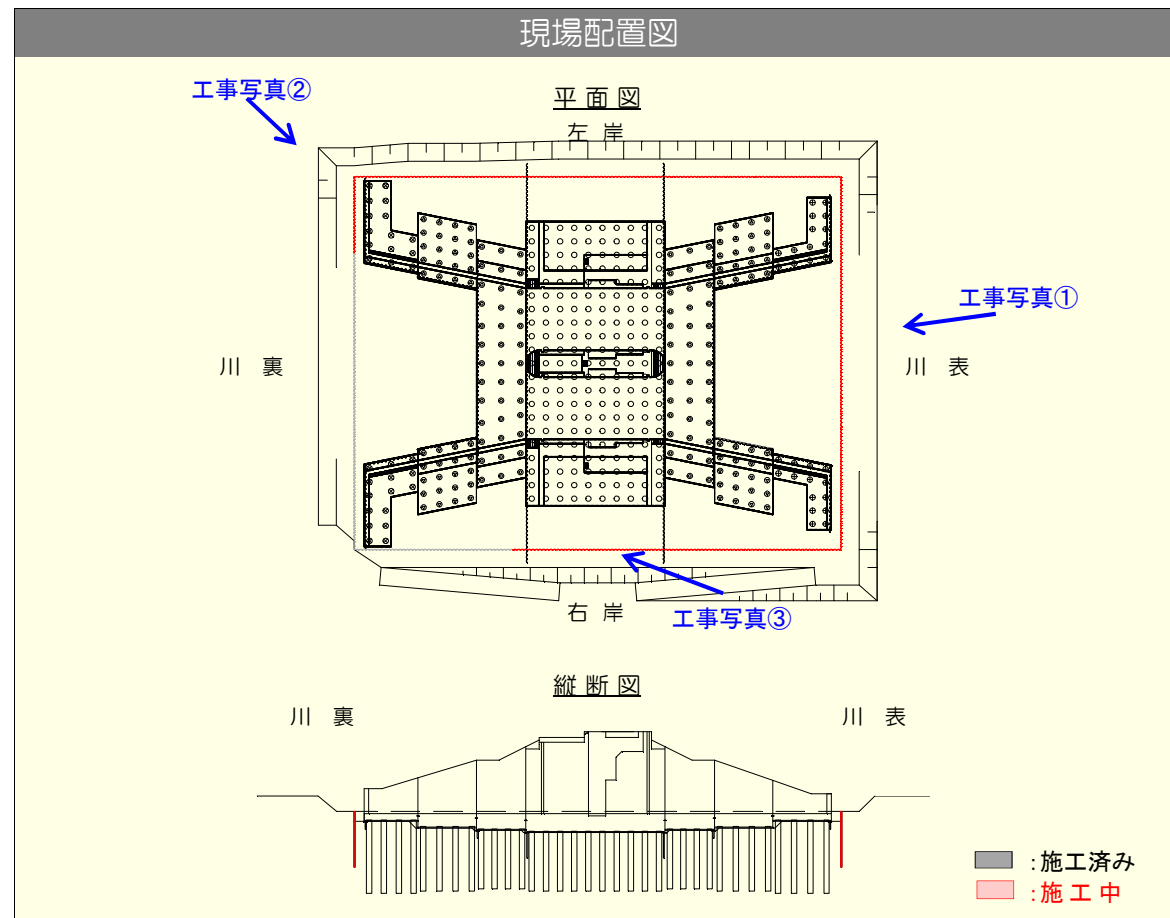 現場配置図
工事写真②
平 面 図
左 岸
工事写真①
川 裏
川 表
右 岸
工事写真③
縦 断 図
川 裏
川 表
:施工済み
:施 工 中